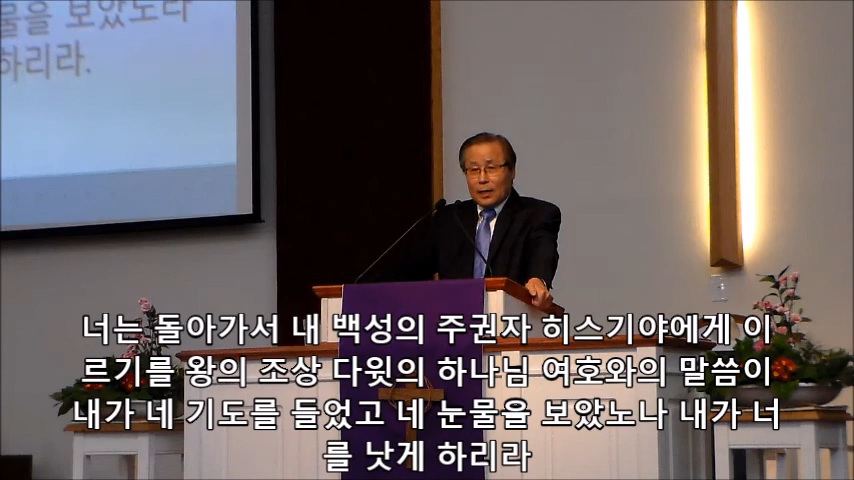 물을 보았노라
하리라.
너는 돌아가서 내 백성의 주권자 히스기야에게 이
르기를 왕의 조상 다윗의 하나님 여호와의 말씀이
내가 네 기도를 들었고 네 눈물을 보았노나 내가 너
를 낫게 하리라